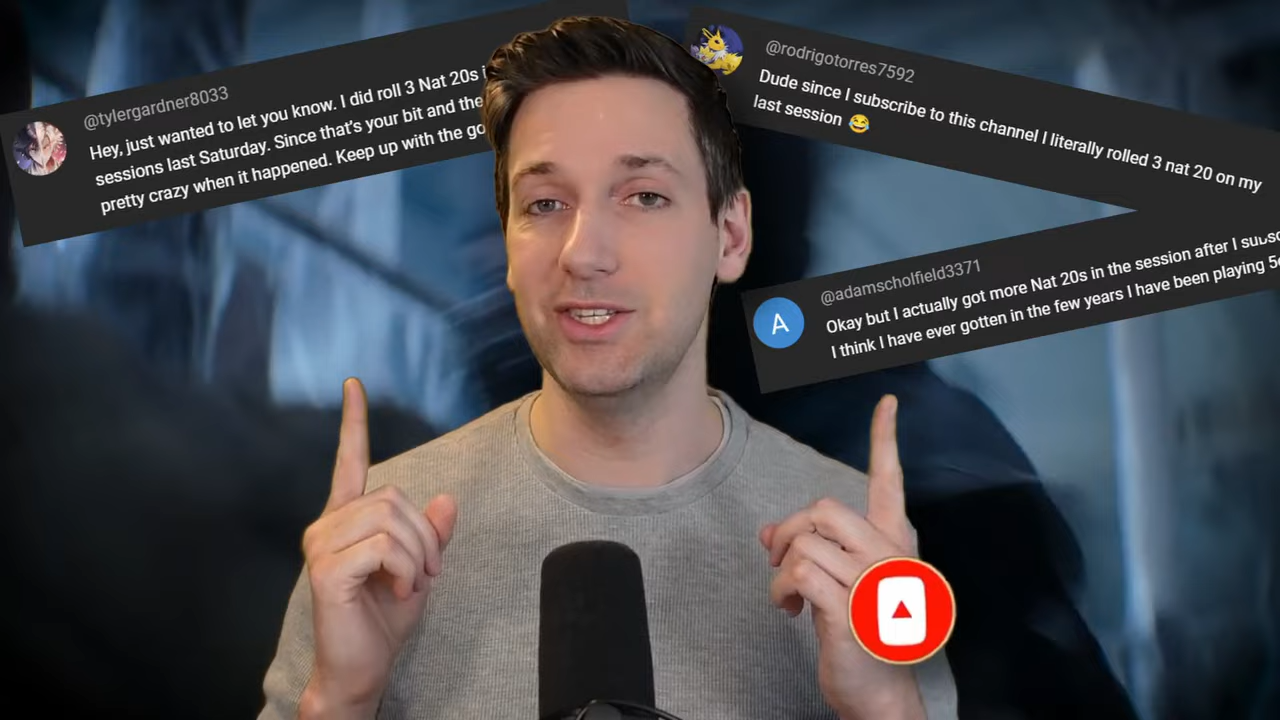 @tylergardner8033
Hey, just wanted to let you know. I did roll 3 Nat 20s
sessions last Saturday. Since that's your bit and the
pretty crazy when it happened. Keep up with the
@rodrigotorres7592
Dude since I subscribe to this channel I literally rolled 3 nat 20 on my
last session 😂
@adamscholfield3371
A
Okay but I actually got more Nat 20s in the session after I
I think I have ever gotten in the few years I have been playing